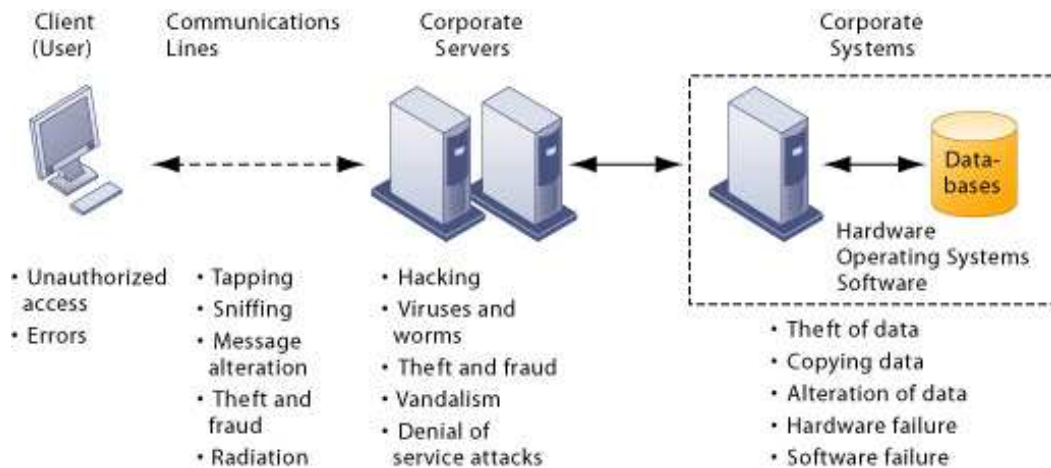 Client
(User)
Communications
Lines
Corporate
Servers
Corporate
Systems
Data-
bases
Hardware
Operating Systems
Software
• Unauthorized
access
• Errors
• Tapping
• Sniffing
• Message
alteration
• Theft and
fraud
• Radiation
• Hacking
• Viruses and
worms
• Theft and fraud
• Vandalism
• Denial of
service attacks
• Theft of data
• Copying data
• Alteration of data
• Hardware failure
• Software failure